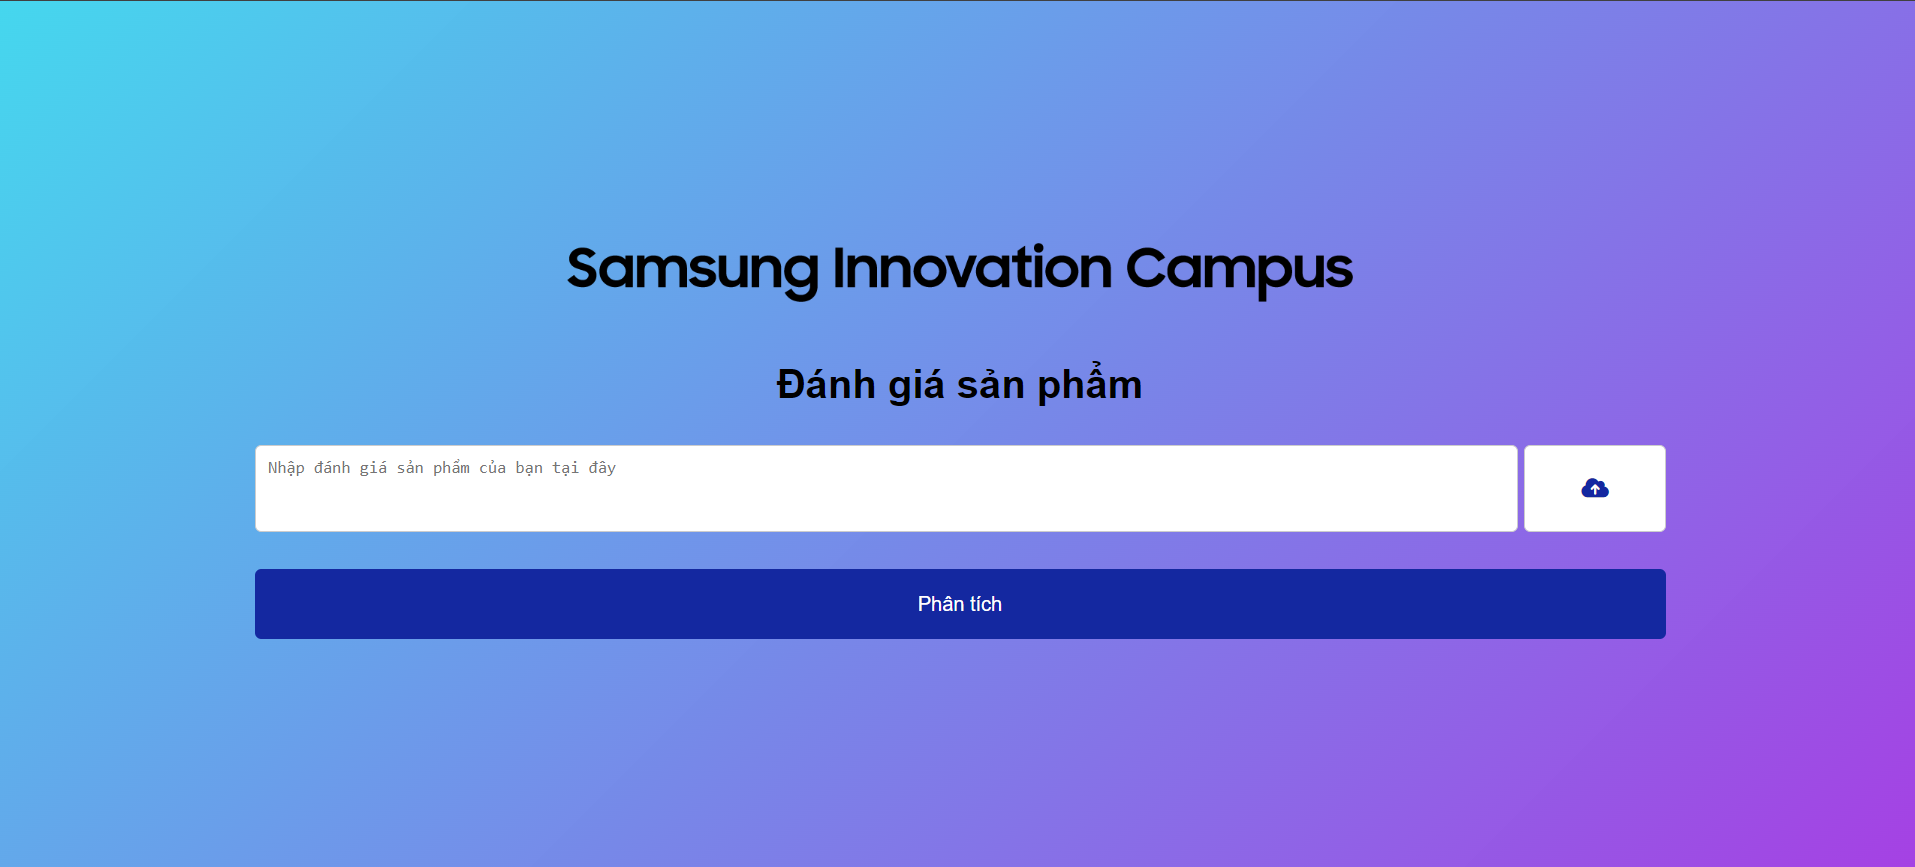 Samsung Innovation Campus
Đánh giá sản phẩm
Nhập đánh giá sản phẩm của bạn tại đây
Phân tích